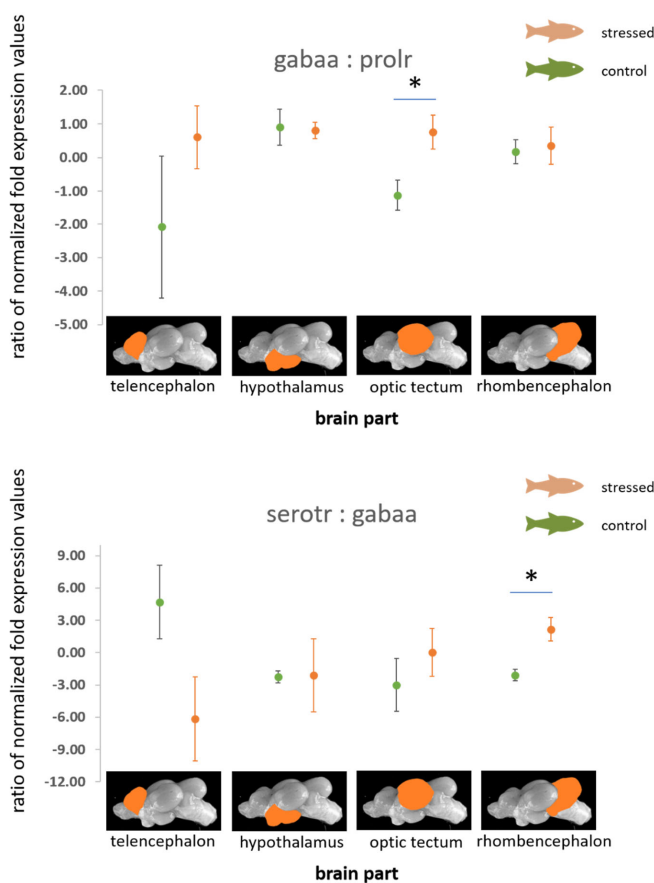 stressed
control
gabaa : prolr
*
ratio of normalized fold expression values
2.00
1.00
0.00
-1.00
-2.00
-3.00
-4.00
-5.00
telencephalon hypothalamus optic tectum rhombencephalon
brain part
stressed
control
serotr : gabaa
*
ratio of normalized fold expression values
9.00
6.00
3.00
0.00
-3.00
-6.00
-9.00
-12.00
telencephalon hypothalamus optic tectum rhombencephalon
brain part